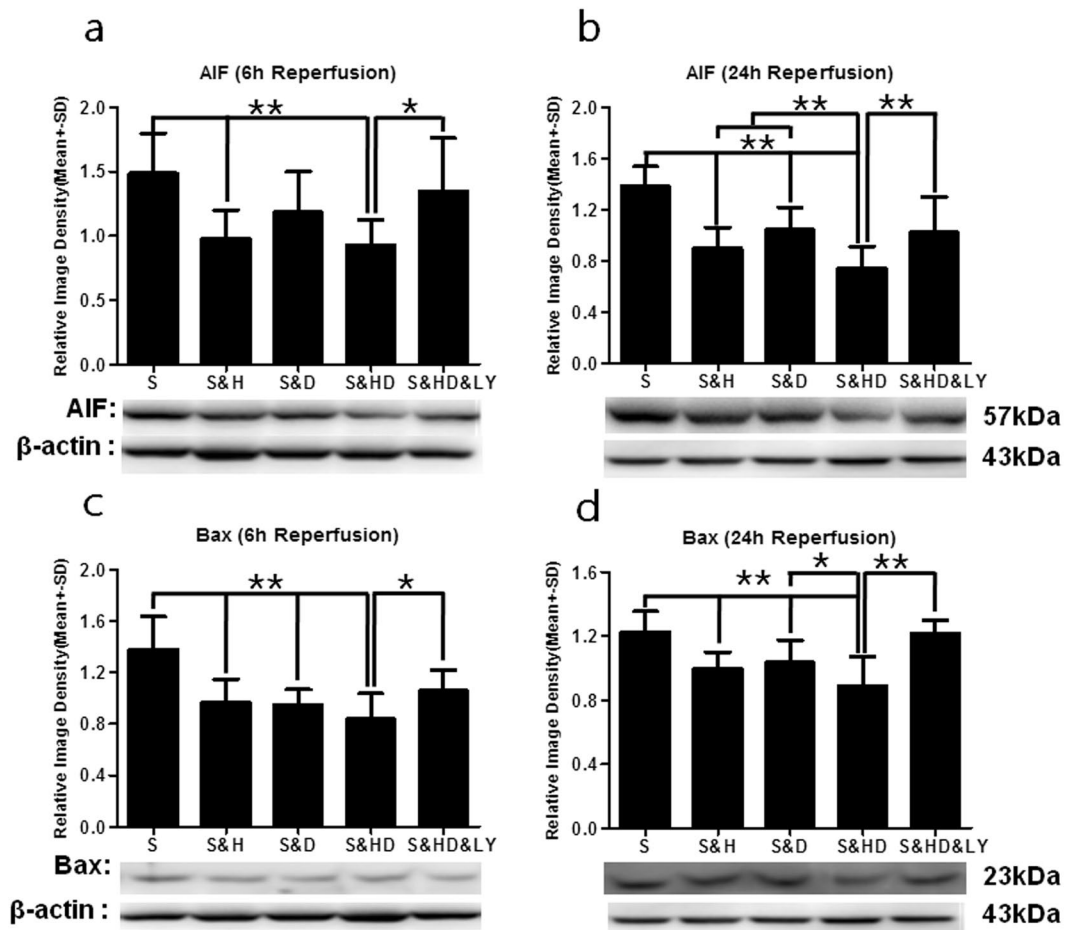 a
AIF (6h Reperfusion)
Relative Image Density(Mean+-SD)
2.0
1.5
1.0
0.5
0.0
** *
S S&H S&D S&HD S&HD&LY
AIF:
β-actin :
b
AIF (24h Reperfusion)
Relative Image Density(Mean+-SD)
2.0
1.6
1.2
0.8
0.4
0.0
** **
**
S S&H S&D S&HD S&HD&LY
57kDa
43kDa
c
Bax (6h Reperfusion)
Relative Image Density(Mean+-SD)
2.0
1.6
1.2
0.8
0.4
0.0
** *
S S&H S&D S&HD S&HD&LY
Bax:
β-actin :
d
Bax (24h Reperfusion)
Relative Image Density(Mean+-SD)
1.6
1.2
0.8
0.4
0.0
** * **
S S&H S&D S&HD S&HD&LY
23kDa
43kDa